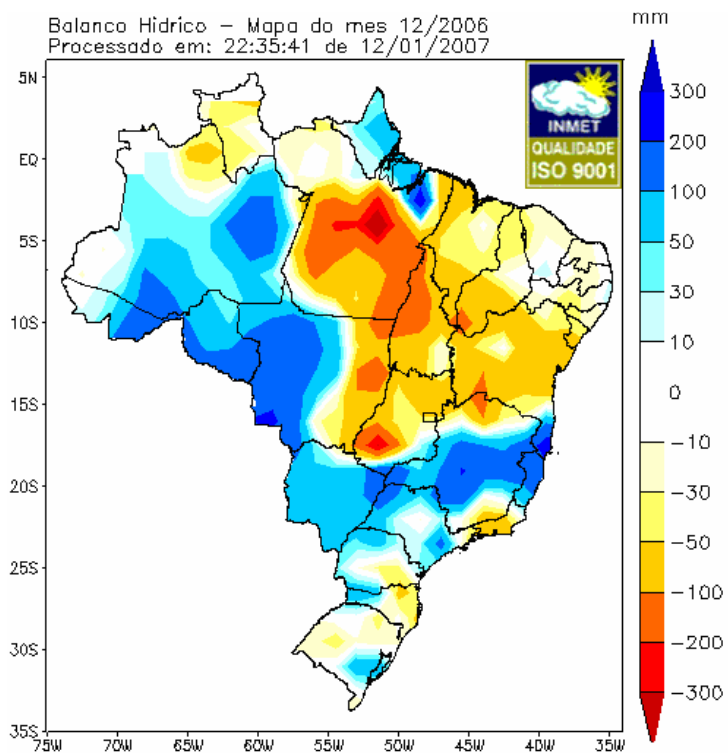 Balanco Hidrico - Mapa do mes 12/2006
Processado em: 22:35:41 de 12/01/2007
mm
INMET
QUALIDADE
ISO 9001
5N
EQ
5S
10S
15S
20S
25S
30S
35S
75W
70W
65W
60W
55W
50W
45W
40W
35W
300
200
100
50
30
10
0
-10
-30
-50
-100
-200
-300